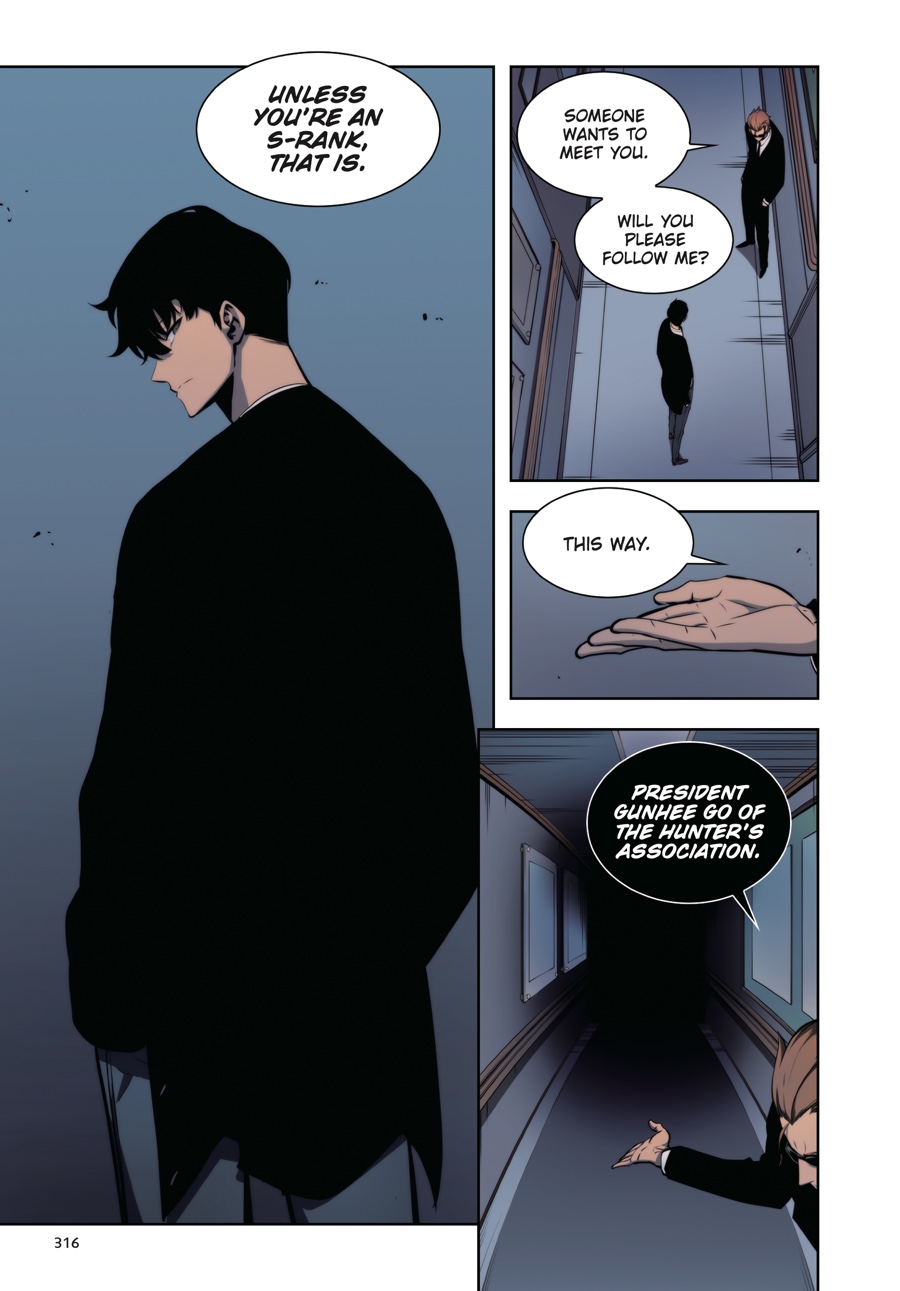 UNLESS
YOU'RE AN
S-RANK,
THAT IS.
SOMEONE
WANTS TO
MEET YOU.
WILL YOU
PLEASE
FOLLOW ME?
THIS WAY.
PRESIDENT
GUNHEE GO OF
THE HUNTER'S
ASSOCIATION.
316